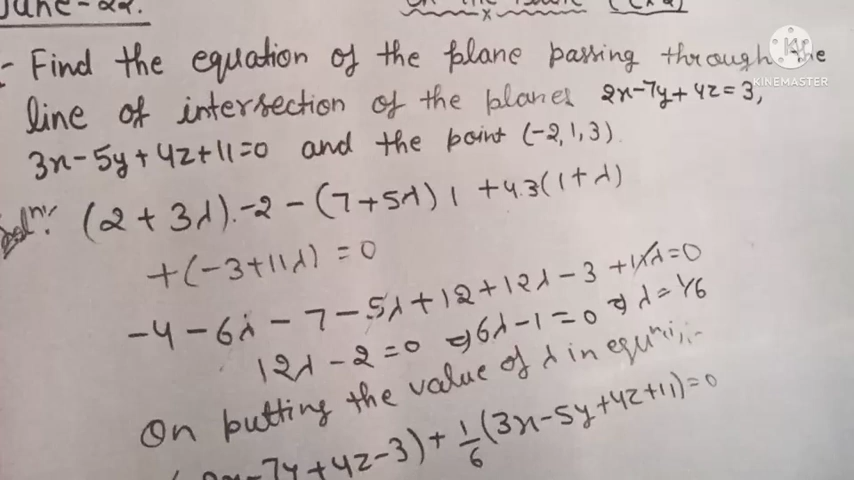 June-22.
Find the equation of the plane passing through the
line of intersection of the planes 2x-7y+4z=3,
3x-5y+4z+11=0 and the point (-2,1,3).
Solⁿ:- (2+3λ).-2-(7+5λ)1+4.3(1+λ)
+(-3+11λ)=0
-4-6λ-7-5λ+12+12λ-3+11λ=0
12λ-2=0 ⇒6λ-1=0⇒λ=1/6
On putting the value of λ in equⁿ i,:-
-7y+4z-3)+1/6(3x-5y+4z+11)=0
KINEMASTER